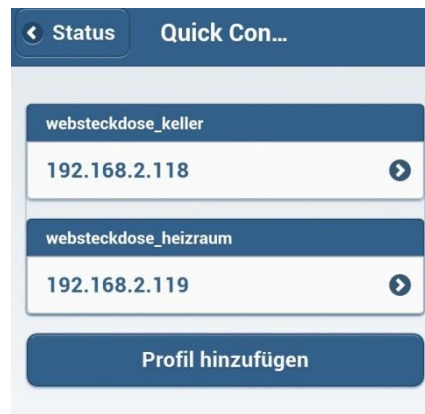 Status
Quick Con...
websteckdose_keller
192.168.2.118
websteckdose_heizraum
192.168.2.119
Profil hinzufügen